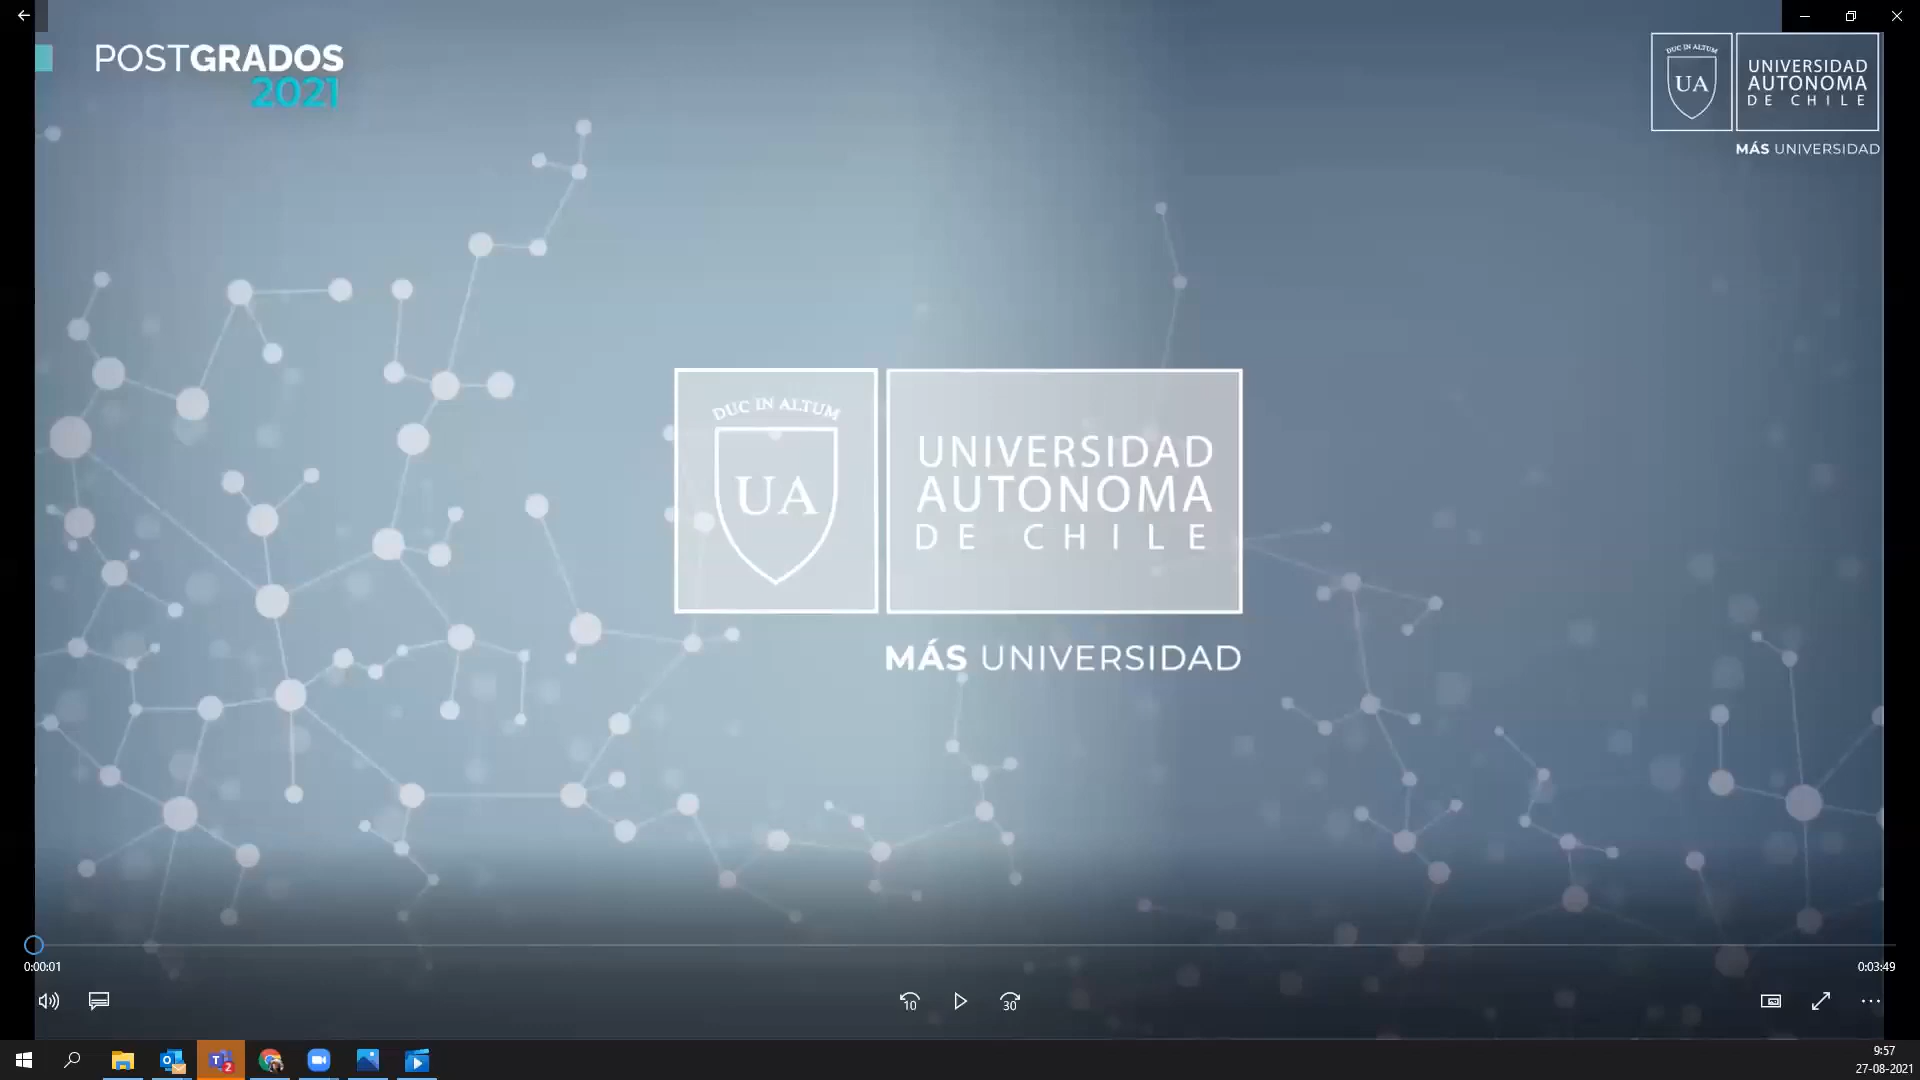 POSTGRADOS
2021
DUC IN ALTUM
UA
UNIVERSIDAD
AUTONOMA
DE CHILE
MÁS UNIVERSIDAD
DUC IN ALTUM
UA
UNIVERSIDAD
AUTONOMA
DE CHILE
MÁS UNIVERSIDAD
0:00:01
0:03:49
10
30
2
9:57
27-08-2021